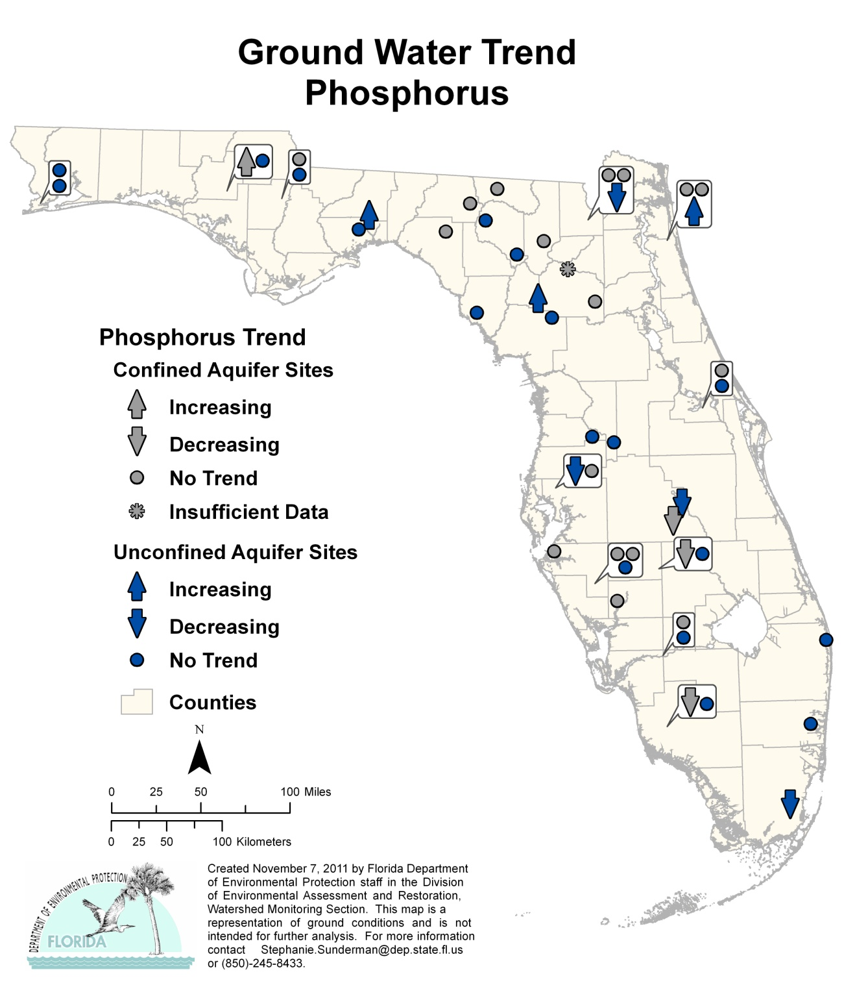 Ground Water Trend
Phosphorus
Phosphorus Trend
Confined Aquifer Sites
Increasing
Decreasing
No Trend
Insufficient Data
Unconfined Aquifer Sites
Increasing
Decreasing
No Trend
Counties
N
0 25 50 100 Miles
0 25 50 100 Kilometers
DEPARTMENT OF ENVIRONMENTAL PROTECTION
FLORIDA
Created November 7, 2011 by Florida Department
of Environmental Protection staff in the Division
of Environmental Assessment and Restoration,
Watershed Monitoring Section. This map is a
representation of ground conditions and is not
intended for further analysis. For more information
contact Stephanie.Sunderman@dep.state.fl.us
or (850)-245-8433.